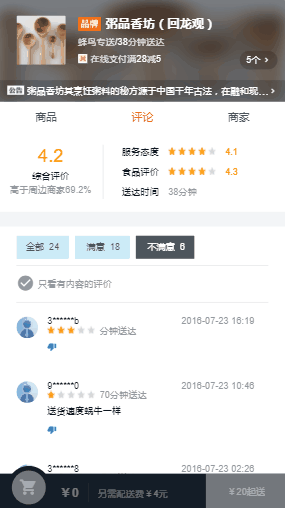 品牌 粥品香坊（回龙观）
蜂鸟专送/38分钟送达
减 在线支付满28减5
5个 >
公告 粥品香坊其烹饪粥料的秘方源于中国千年古法，在融和现... >
商品 评论 商家
4.2
综合评价
高于周边商家69.2%
服务态度 4.1
食品评价 4.3
送达时间 38分钟
全部 24 满意 18 不满意 6
只看有内容的评价
3******b 2016-07-23 16:19
分钟送达
9******0 2016-07-23 10:46
70分钟送达
送货速度蜗牛一样
3******8 2016-07-23 02:26
￥0 另需配送费￥4元 ￥20起送